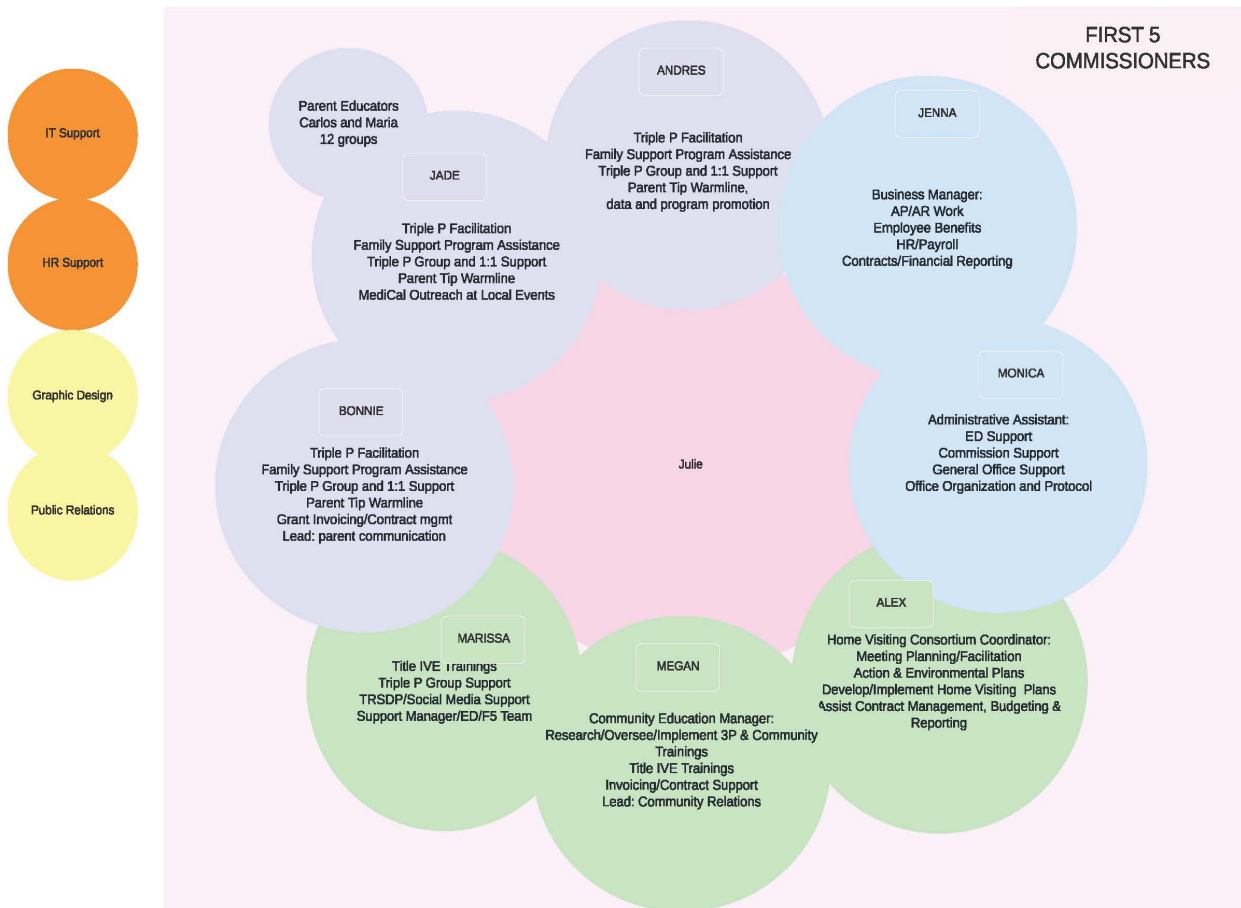 FIRST 5
COMMISSIONERS
IT Support
HR Support
Graphic Design
Public Relations
Parent Educators
Carlos and Maria
12 groups
JADE
Triple P Facilitation
Family Support Program Assistance
Triple P Group and 1:1 Support
Parent Tip Warmline
MediCal Outreach at Local Events
ANDRES
Triple P Facilitation
Family Support Program Assistance
Triple P Group and 1:1 Support
Parent Tip Warmline,
data and program promotion
JENNA
Business Manager:
AP/AR Work
Employee Benefits
HR/Payroll
Contracts/Financial Reporting
MONICA
Administrative Assistant:
ED Support
Commission Support
General Office Support
Office Organization and Protocol
BONNIE
Triple P Facilitation
Family Support Program Assistance
Triple P Group and 1:1 Support
Parent Tip Warmline
Grant Invoicing/Contract mgmt
Lead: parent communication
Julie
MARISSA
Title IVE Trainings
Triple P Group Support
TRSDP/Social Media Support
Support Manager/ED/F5 Team
MEGAN
Community Education Manager:
Research/Oversee/Implement 3P & Community
Trainings
Title IVE Trainings
Invoicing/Contract Support
Lead: Community Relations
ALEX
Home Visiting Consortium Coordinator:
Meeting Planning/Facilitation
Action & Environmental Plans
Develop/Implement Home Visiting Plans
Assist Contract Management, Budgeting &
Reporting